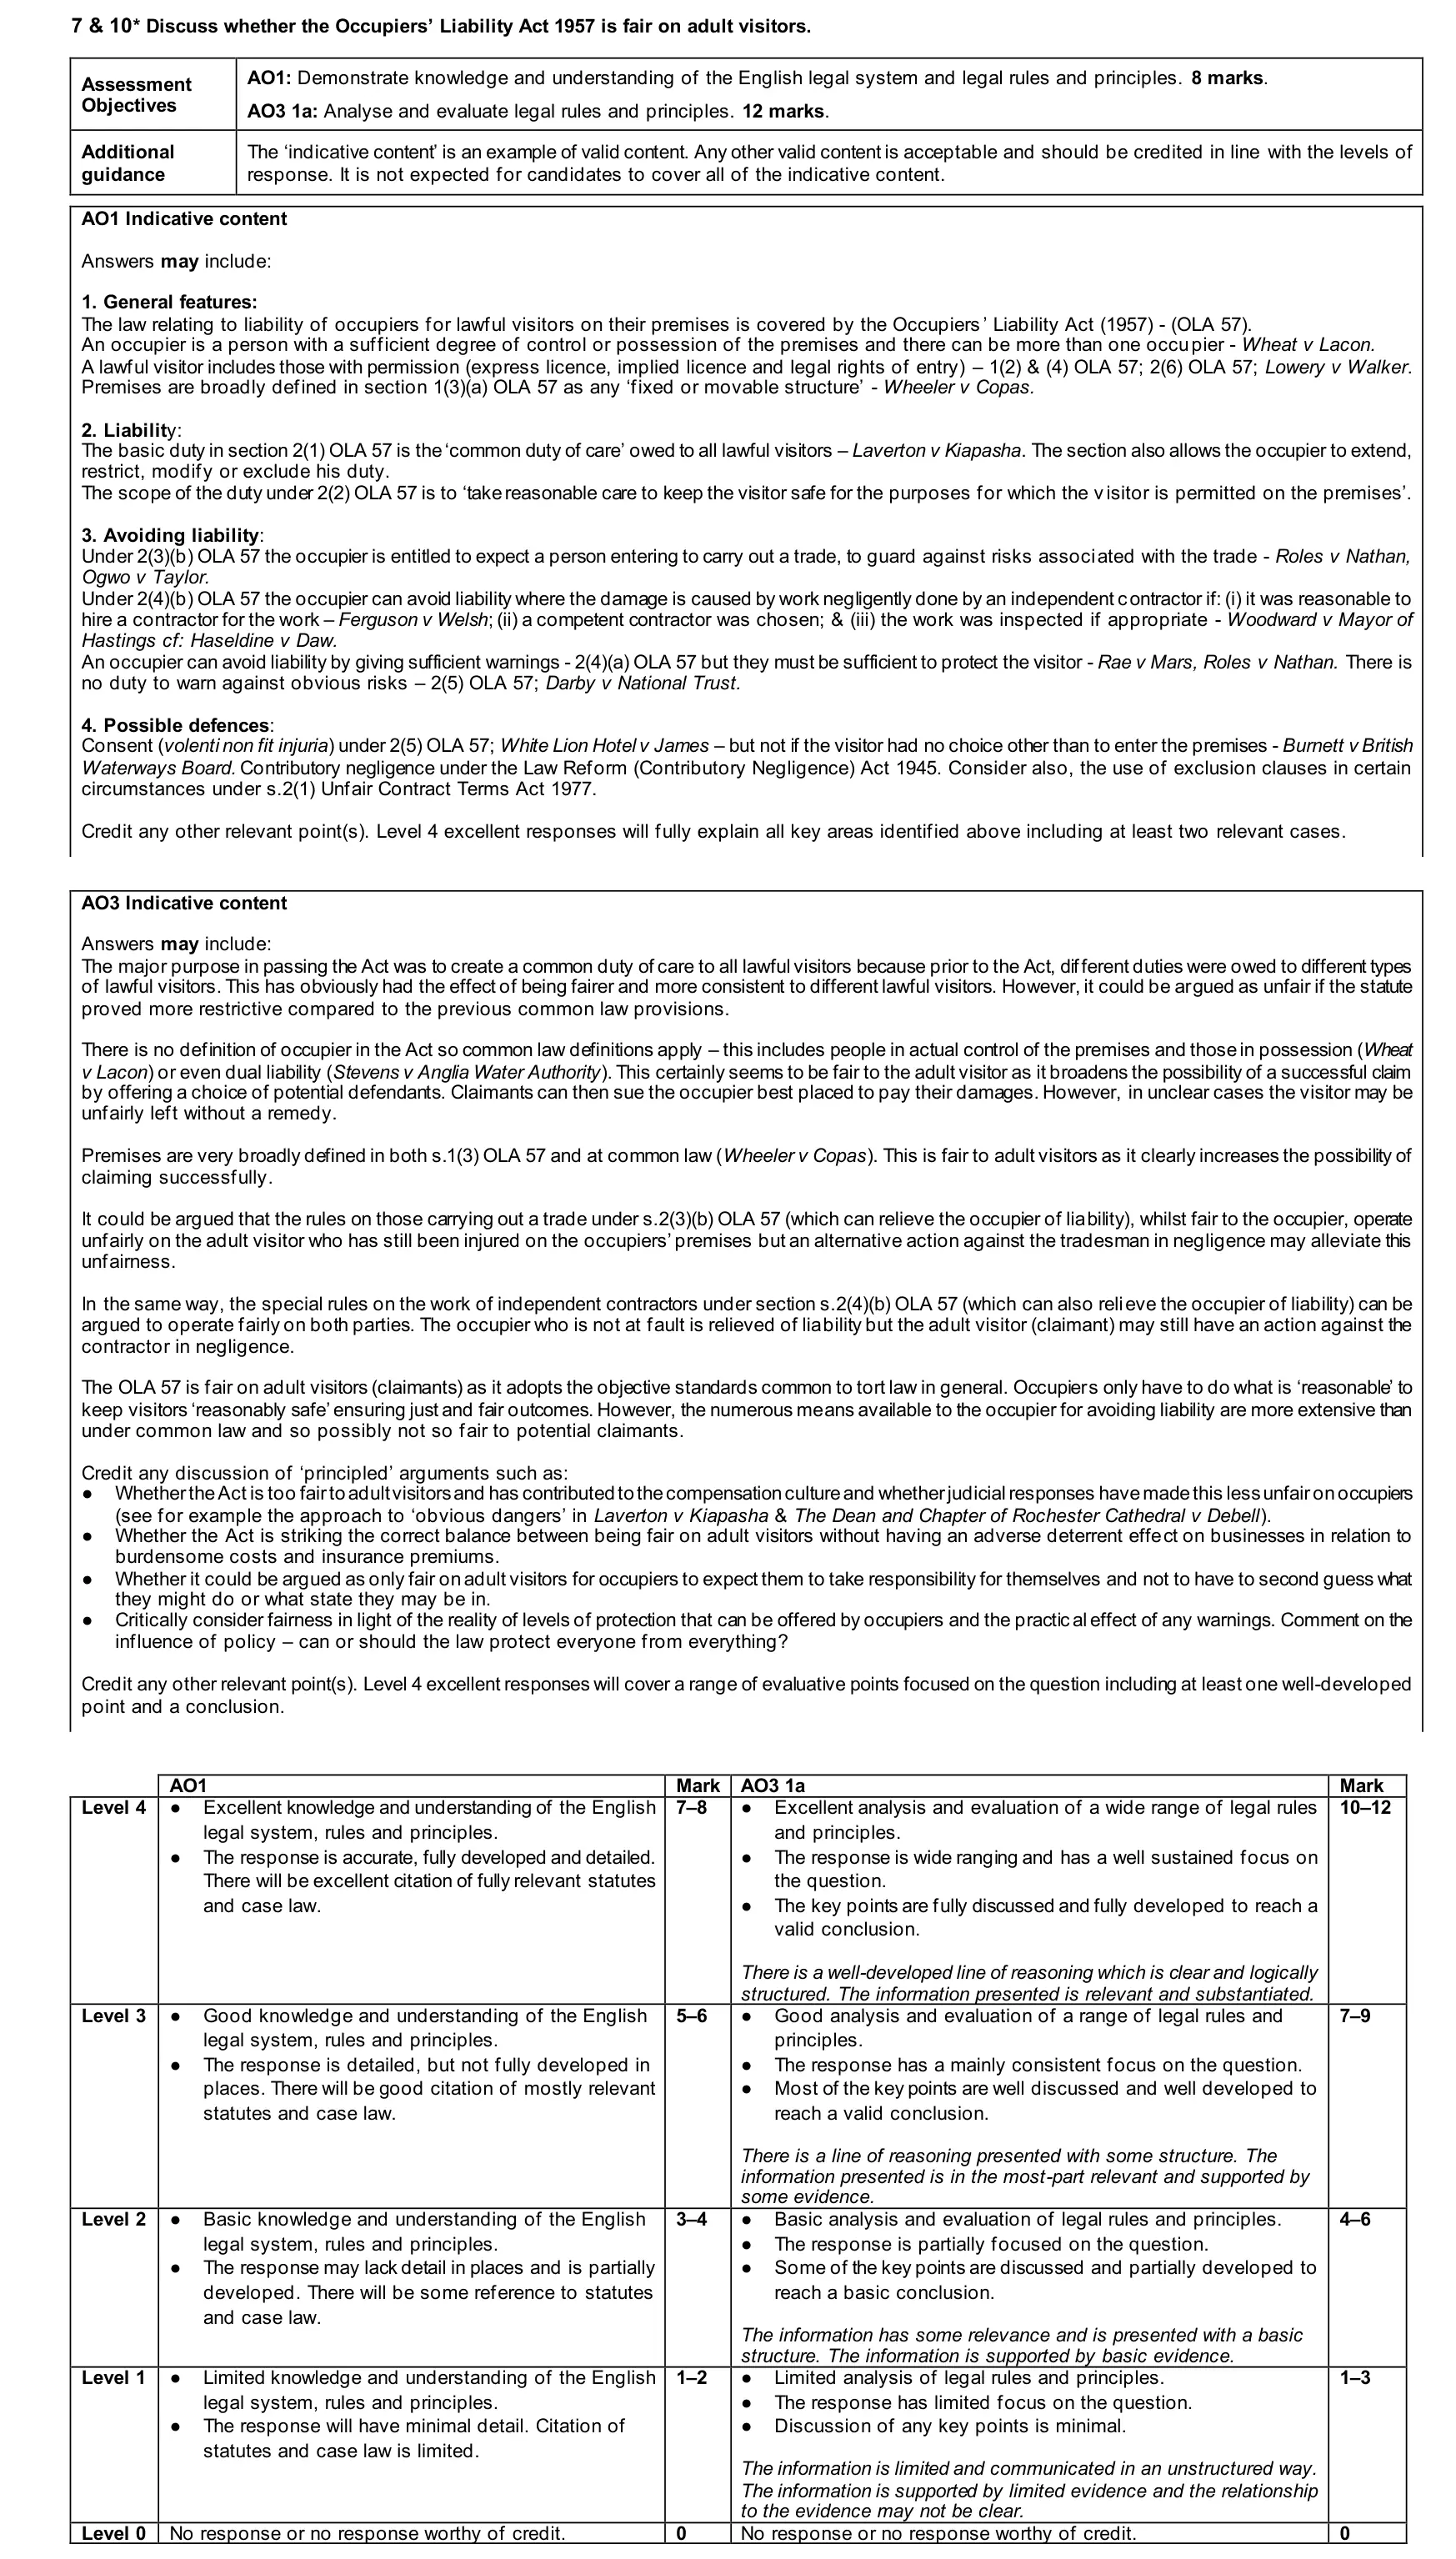 7 & 10* Discuss whether the Occupiers’ Liability Act 1957 is fair on adult visitors.
Assessment
Objectives
AO1: Demonstrate knowledge and understanding of the English legal system and legal rules and principles. 8 marks.
AO3 1a: Analyse and evaluate legal rules and principles. 12 marks.
Additional
guidance
The ‘indicative content’ is an example of valid content. Any other valid content is acceptable and should be credited in line with the levels of
response. It is not expected for candidates to cover all of the indicative content.
AO1 Indicative content
Answers may include:
1. General features:
The law relating to liability of occupiers for lawful visitors on their premises is covered by the Occupiers’ Liability Act (1957) - (OLA 57).
An occupier is a person with a sufficient degree of control or possession of the premises and there can be more than one occupier - Wheat v Lacon.
A lawful visitor includes those with permission (express licence, implied licence and legal rights of entry) – 1(2) & (4) OLA 57; 2(6) OLA 57; Lowery v Walker.
Premises are broadly defined in section 1(3)(a) OLA 57 as any ‘fixed or movable structure’ - Wheeler v Copas.
2. Liability:
The basic duty in section 2(1) OLA 57 is the ‘common duty of care’ owed to all lawful visitors – Laverton v Kiapasha. The section also allows the occupier to extend,
restrict, modify or exclude his duty.
The scope of the duty under 2(2) OLA 57 is to ‘take reasonable care to keep the visitor safe for the purposes for which the visitor is permitted on the premises’.
3. Avoiding liability:
Under 2(3)(b) OLA 57 the occupier is entitled to expect a person entering to carry out a trade, to guard against risks associated with the trade - Roles v Nathan,
Ogwo v Taylor.
Under 2(4)(b) OLA 57 the occupier can avoid liability where the damage is caused by work negligently done by an independent contractor if: (i) it was reasonable to
hire a contractor for the work – Ferguson v Welsh; (ii) a competent contractor was chosen; & (iii) the work was inspected if appropriate - Woodward v Mayor of
Hastings cf: Haseldine v Daw.
An occupier can avoid liability by giving sufficient warnings - 2(4)(a) OLA 57 but they must be sufficient to protect the visitor - Rae v Mars, Roles v Nathan. There is
no duty to warn against obvious risks – 2(5) OLA 57; Darby v National Trust.
4. Possible defences:
Consent (volenti non fit injuria) under 2(5) OLA 57; White Lion Hotel v James – but not if the visitor had no choice other than to enter the premises - Burnett v British
Waterways Board. Contributory negligence under the Law Reform (Contributory Negligence) Act 1945. Consider also, the use of exclusion clauses in certain
circumstances under s.2(1) Unfair Contract Terms Act 1977.
Credit any other relevant point(s). Level 4 excellent responses will fully explain all key areas identified above including at least two relevant cases.
AO3 Indicative content
Answers may include:
The major purpose in passing the Act was to create a common duty of care to all lawful visitors because prior to the Act, different duties were owed to different types
of lawful visitors. This has obviously had the effect of being fairer and more consistent to different lawful visitors. However, it could be argued as unfair if the statute
proved more restrictive compared to the previous common law provisions.
There is no definition of occupier in the Act so common law definitions apply – this includes people in actual control of the premises and those in possession (Wheat
v Lacon) or even dual liability (Stevens v Anglia Water Authority). This certainly seems to be fair to the adult visitor as it broadens the possibility of a successful claim
by offering a choice of potential defendants. Claimants can then sue the occupier best placed to pay their damages. However, in unclear cases the visitor may be
unfairly left without a remedy.
Premises are very broadly defined in both s.1(3) OLA 57 and at common law (Wheeler v Copas). This is fair to adult visitors as it clearly increases the possibility of
claiming successfully.
It could be argued that the rules on those carrying out a trade under s.2(3)(b) OLA 57 (which can relieve the occupier of liability), whilst fair to the occupier, operate
unfairly on the adult visitor who has still been injured on the occupiers’ premises but an alternative action against the tradesman in negligence may alleviate this
unfairness.
In the same way, the special rules on the work of independent contractors under section s.2(4)(b) OLA 57 (which can also relieve the occupier of liability) can be
argued to operate fairly on both parties. The occupier who is not at fault is relieved of liability but the adult visitor (claimant) may still have an action against the
contractor in negligence.
The OLA 57 is fair on adult visitors (claimants) as it adopts the objective standards common to tort law in general. Occupiers only have to do what is ‘reasonable’ to
keep visitors ‘reasonably safe’ ensuring just and fair outcomes. However, the numerous means available to the occupier for avoiding liability are more extensive than
under common law and so possibly not so fair to potential claimants.
Credit any discussion of ‘principled’ arguments such as:
● Whether the Act is too fair to adult visitors and has contributed to the compensation culture and whether judicial responses have made this less unfair on occupiers
(see for example the approach to ‘obvious dangers’ in Laverton v Kiapasha & The Dean and Chapter of Rochester Cathedral v Debell).
● Whether the Act is striking the correct balance between being fair on adult visitors without having an adverse deterrent effect on businesses in relation to
burdensome costs and insurance premiums.
● Whether it could be argued as only fair on adult visitors for occupiers to expect them to take responsibility for themselves and not to have to second guess what
they might do or what state they may be in.
● Critically consider fairness in light of the reality of levels of protection that can be offered by occupiers and the practical effect of any warnings. Comment on the
influence of policy – can or should the law protect everyone from everything?
Credit any other relevant point(s). Level 4 excellent responses will cover a range of evaluative points focused on the question including at least one well-developed
point and a conclusion.
AO1 Mark AO3 1a Mark
Level 4
● Excellent knowledge and understanding of the English
legal system, rules and principles.
● The response is accurate, fully developed and detailed.
There will be excellent citation of fully relevant statutes
and case law.
7–8
● Excellent analysis and evaluation of a wide range of legal rules
and principles.
● The response is wide ranging and has a well sustained focus on
the question.
● The key points are fully discussed and fully developed to reach a
valid conclusion.
There is a well-developed line of reasoning which is clear and logically
structured. The information presented is relevant and substantiated.
10–12
Level 3
● Good knowledge and understanding of the English
legal system, rules and principles.
● The response is detailed, but not fully developed in
places. There will be good citation of mostly relevant
statutes and case law.
5–6
● Good analysis and evaluation of a range of legal rules and
principles.
● The response has a mainly consistent focus on the question.
● Most of the key points are well discussed and well developed to
reach a valid conclusion.
There is a line of reasoning presented with some structure. The
information presented is in the most-part relevant and supported by
some evidence.
7–9
Level 2
● Basic knowledge and understanding of the English
legal system, rules and principles.
● The response may lack detail in places and is partially
developed. There will be some reference to statutes
and case law.
3–4
● Basic analysis and evaluation of legal rules and principles.
● The response is partially focused on the question.
● Some of the key points are discussed and partially developed to
reach a basic conclusion.
The information has some relevance and is presented with a basic
structure. The information is supported by basic evidence.
4–6
Level 1
● Limited knowledge and understanding of the English
legal system, rules and principles.
● The response will have minimal detail. Citation of
statutes and case law is limited.
1–2
● Limited analysis of legal rules and principles.
● The response has limited focus on the question.
● Discussion of any key points is minimal.
The information is limited and communicated in an unstructured way.
The information is supported by limited evidence and the relationship
to the evidence may not be clear.
1–3
Level 0 No response or no response worthy of credit. 0 No response or no response worthy of credit. 0